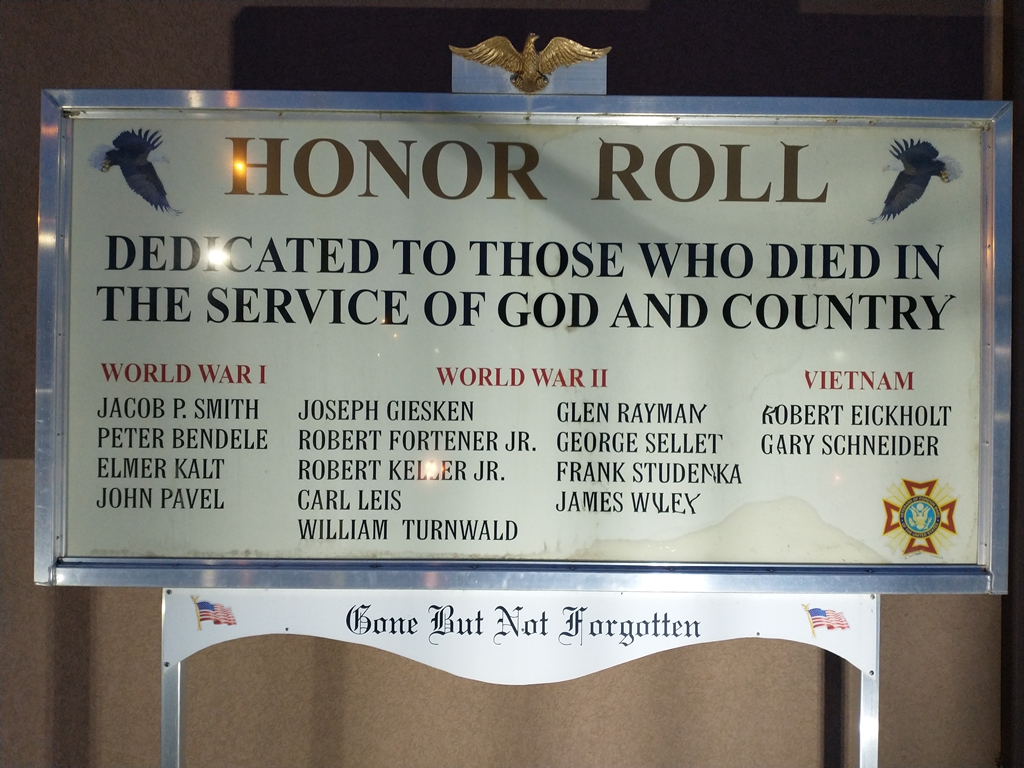 HONOR ROLL
DEDICATED TO THOSE WHO DIED IN
THE SERVICE OF GOD AND COUNTRY
WORLD WAR I
JACOB P. SMITH
PETER BENDELE
ELMER KALT
JOHN PAVEL
WORLD WAR II
JOSEPH GIESKEN
ROBERT FORTENER JR.
ROBERT KELLER JR.
CARL LEIS
WILLIAM TURNWALD
GLEN RAYMAN
GEORGE SELLET
FRANK STUDENKA
JAMES WILEY
VIETNAM
ROBERT EICKHOLT
GARY SCHNEIDER
Gone But Not Forgotten